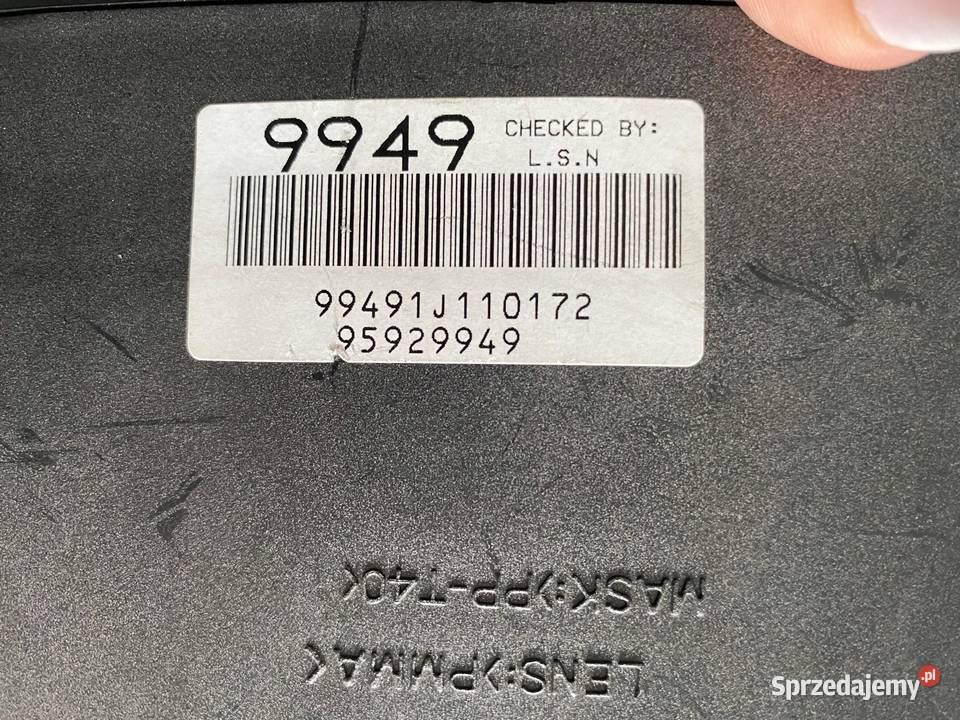 9949
CHECKED BY:
L.S.N
99491J110172
95929949
MASK:>PP-T40<
LENS:>PMMA<
Sprzedajemy.pl